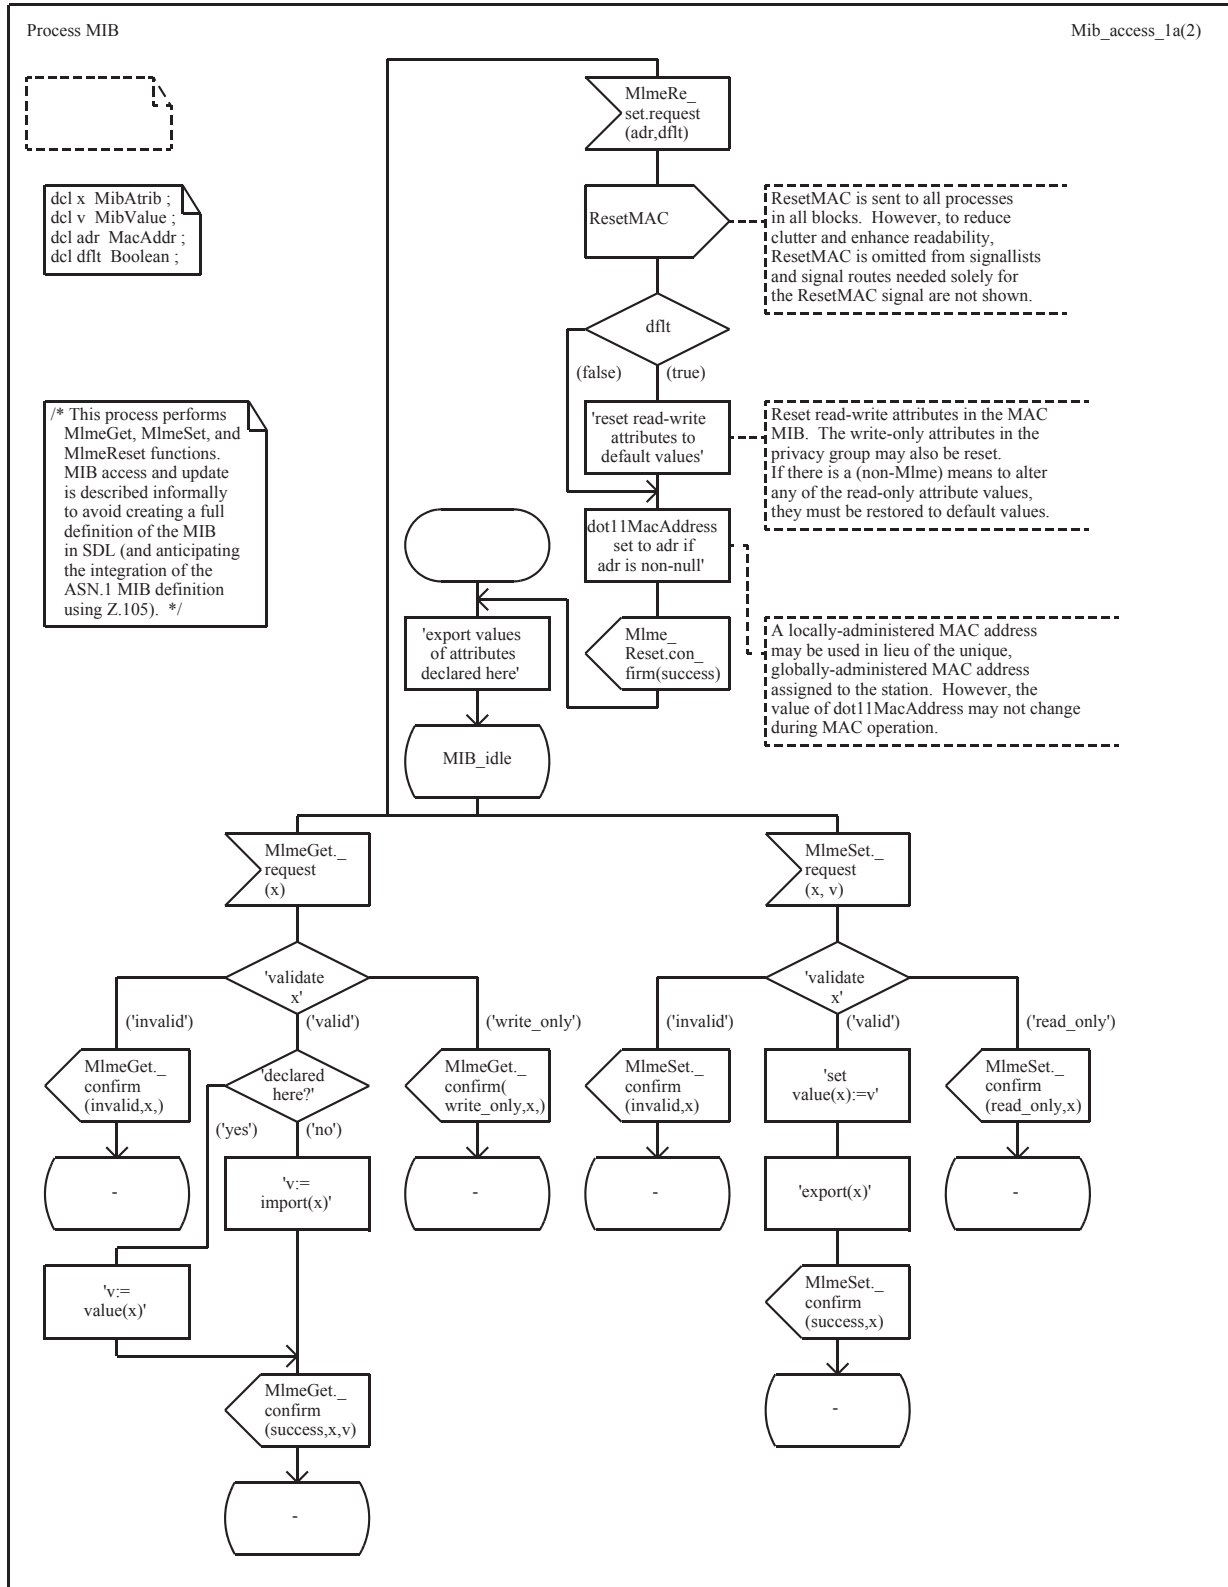 Process MIB
Mib_access_1a(2)
MlmeRe_
set.request
(adr,dflt)
dcl x  MibAtrib ;
dcl v  MibValue ;
dcl adr  MacAddr ;
dcl dflt  Boolean ;
ResetMAC
ResetMAC is sent to all processes
in all blocks.  However, to reduce
clutter and enhance readability,
ResetMAC is omitted from signallists
and signal routes needed solely for
the ResetMAC signal are not shown.
dflt
(false)
(true)
/* This process performs
MlmeGet, MlmeSet, and
MlmeReset functions.
MIB access and update
is described informally
to avoid creating a full
definition of the MIB
in SDL (and anticipating
the integration of the
ASN.1 MIB definition
using Z.105).  */
'reset read-write
attributes to
default values'
Reset read-write attributes in the MAC
MIB.  The write-only attributes in the
privacy group may also be reset.
If there is a (non-Mlme) means to alter
any of the read-only attribute values,
they must be restored to default values.
dot11MacAddress
set to adr if
adr is non-null'
'export values
of attributes
declared here'
Mlme_
Reset.con_
firm(success)
A locally-administered MAC address
may be used in lieu of the unique,
globally-administered MAC address
assigned to the station.  However, the
value of dot11MacAddress may not change
during MAC operation.
MIB_idle
MlmeGet._
request
(x)
MlmeSet._
request
(x, v)
'validate
x'
'validate
x'
('invalid')
('valid')
('write_only')
('invalid')
('valid')
('read_only')
MlmeGet._
confirm
(invalid,x,)
'declared
here?'
MlmeGet._
confirm(
write_only,x,)
MlmeSet._
confirm
(invalid,x)
'set
value(x):=v'
MlmeSet._
confirm
(read_only,x)
('yes')
('no')
-
'v:=
import(x)'
-
-
'export(x)'
-
'v:=
value(x)'
MlmeSet._
confirm
(success,x)
MlmeGet._
confirm
(success,x,v)
-
-